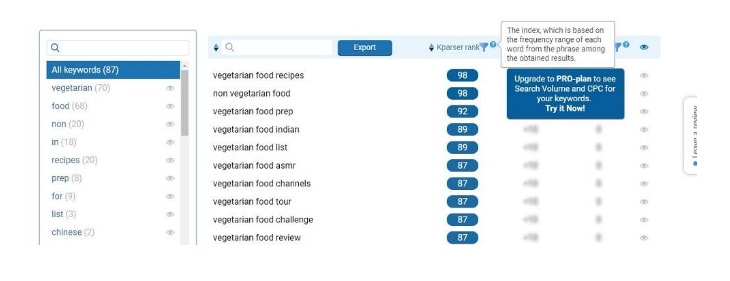 All keywords (87)
vegetarian (70)
food (68)
non (20)
in (18)
recipes (20)
prep (8)
for (9)
list (3)
chinese (2)
Export
Kparser rank
The index, which is based on
the frequency range of each
word from the phrase among
the obtained results.
Upgrade to PRO-plan to see
Search Volume and CPC for
your keywords.
Try it Now!
vegetarian food recipes 98
non vegetarian food 98
vegetarian food prep 92
vegetarian food indian 89
vegetarian food list 89
vegetarian food asmr 87
vegetarian food channels 87
vegetarian food tour 87
vegetarian food challenge 87
vegetarian food review 87